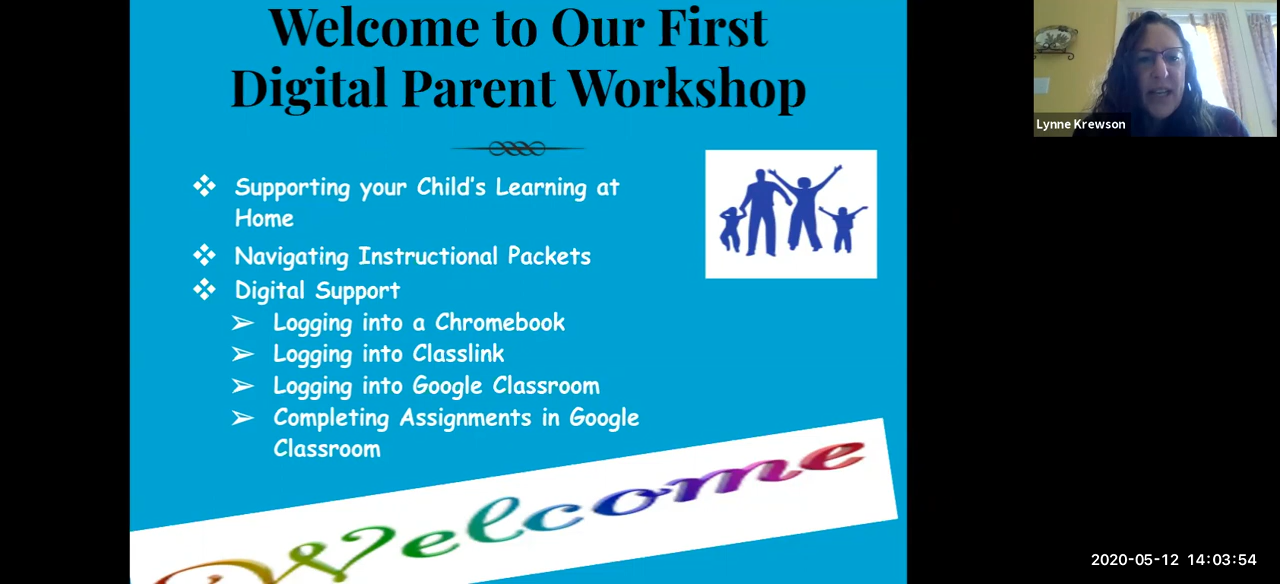 Welcome to Our First
Digital Parent Workshop
❖ Supporting your Child's Learning at
Home
❖ Navigating Instructional Packets
❖ Digital Support
➢ Logging into a Chromebook
➢ Logging into Classlink
➢ Logging into Google Classroom
➢ Completing Assignments in Google
Classroom
Welcome
Lynne Krewson
2020-05-12 14:03:54